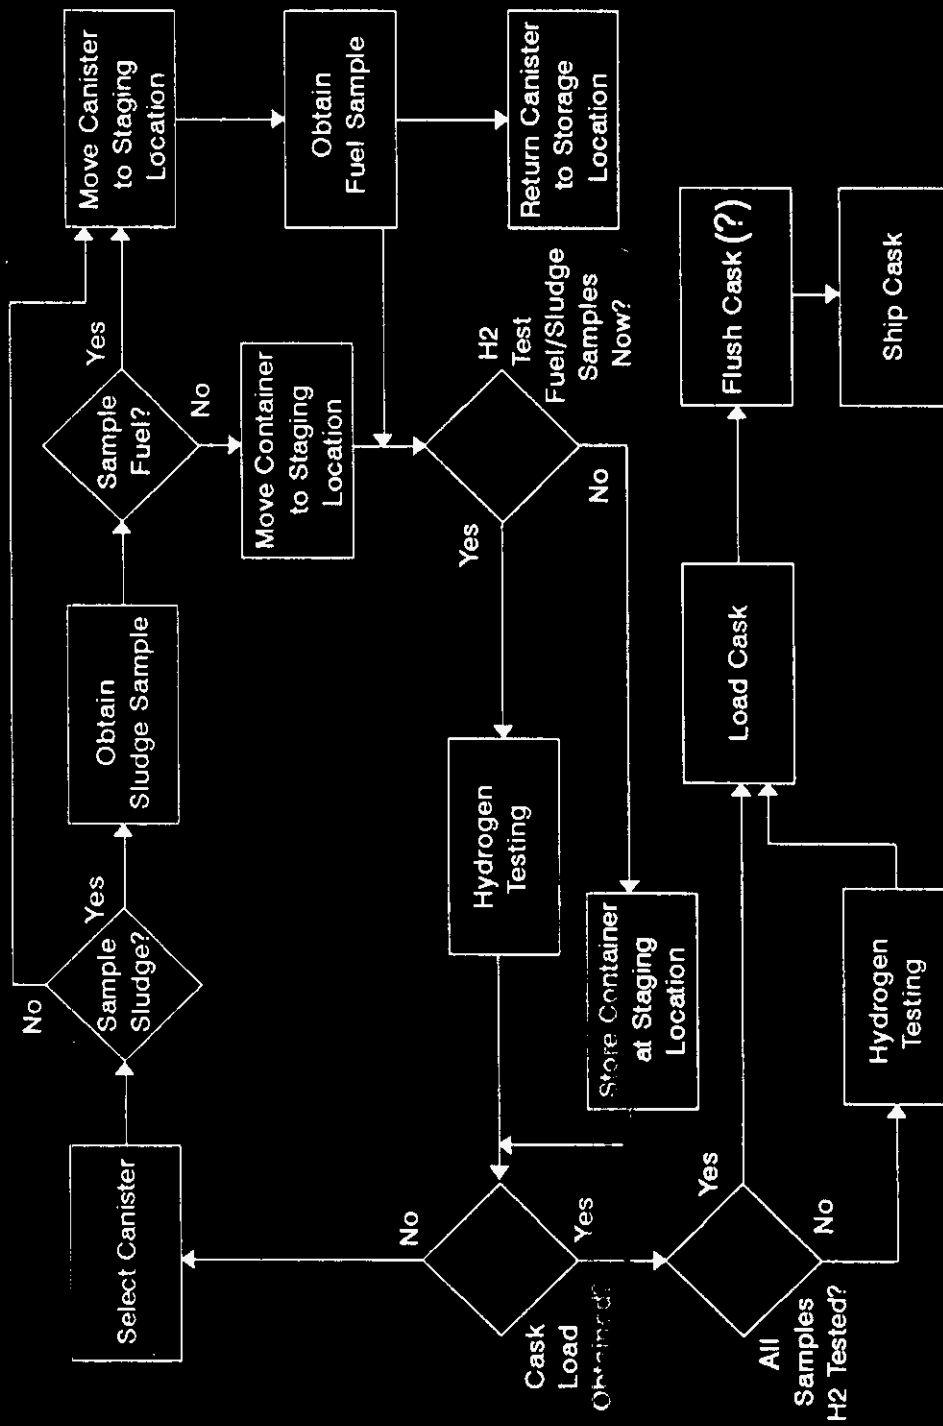 Select Canister
Sample
Sludge?
No
Yes
Obtain
Sludge Sample
Sample
Fuel?
Yes
No
Move Canister
to Staging
Location
Move Container
to Staging
Location
Obtain
Fuel Sample
Return Canister
to Storage
Location
H2
Test
Fuel/Sludge
Samples
Now?
Yes
No
Hydrogen
Testing
Store Container
at Staging
Location
Cask
Load
Obtained?
No
Yes
All
Samples
H2 Tested?
Yes
No
Hydrogen
Testing
Load Cask
Flush Cask (?)
Ship Cask